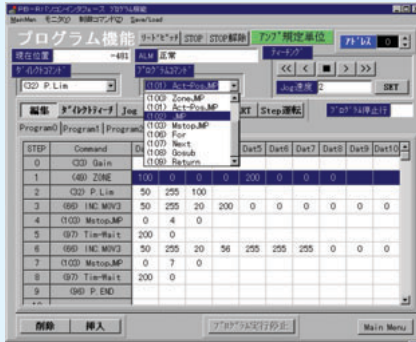 PID-RIパソコンインタフェース プログラム機能
MainMen モニタ(V) 制御コマンド(Q) Save/Load
プログラム機能 サートﾞピッチ STOP STOP解除 アンプ規定単位 アドレス 0
現在位置 -481 ALM 正常 ティーチング
ダイレクトコマンド プログラムコマンド << < ■ > >>
(32) P.Lim (101) Act-PosJMP Jog速度 2 SET
(100) ZoneJMP
(101) Act-PosJMP
(102) JMP
(103) MstopJMP
(106) For
(107) Next
(108) Gosub
(109) Return
編集 ダイレクトティーチ Jog XT Step運転 プログラム停止行
Program0 Program1 Program2
STEP Command Dat5 Dat6 Dat7 Dat8 Dat9 Dat10
0 (33) Gain
1 (49) ZONE 100 0 0 0 200 0 0 0
2 (32) P.Lim 50 255 100
3 (66) INC MOV3 50 255 20 200 0 0 0 0 0 0
4 (103) MstopJMP 0 4 0
5 (97) Tim-Wait 200 0
6 (66) INC MOV3 50 255 20 56 255 255 255 0 0 0
7 (103) MstopJMP 0 7 0
8 (97) Tim-Wait 200 0
9 (96) P.END
削除 挿入 プログラム実行停止 Main Menu